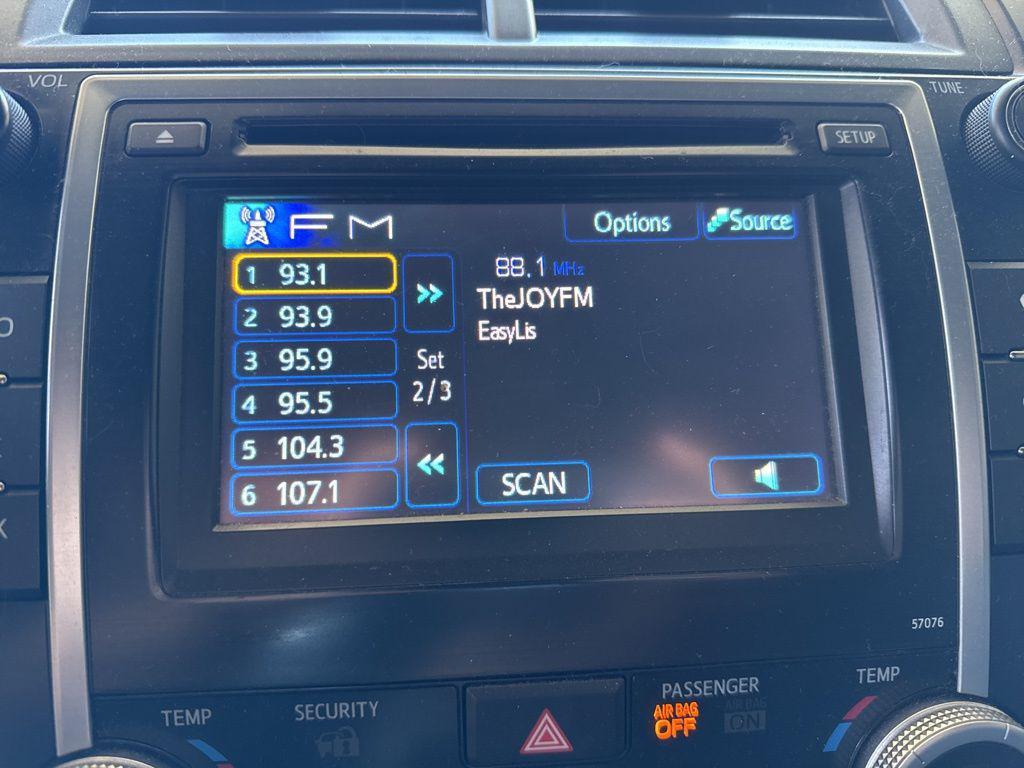 VOL
TUNE
SETUP
FM
Options
Source
1 93.1
2 93.9
3 95.9
4 95.5
5 104.3
6 107.1
Set
2/3
88.1 MHz
TheJOYFM
EasyLis
SCAN
57076
TEMP
SECURITY
PASSENGER
AIR BAG
OFF
AIR BAG
ON
TEMP